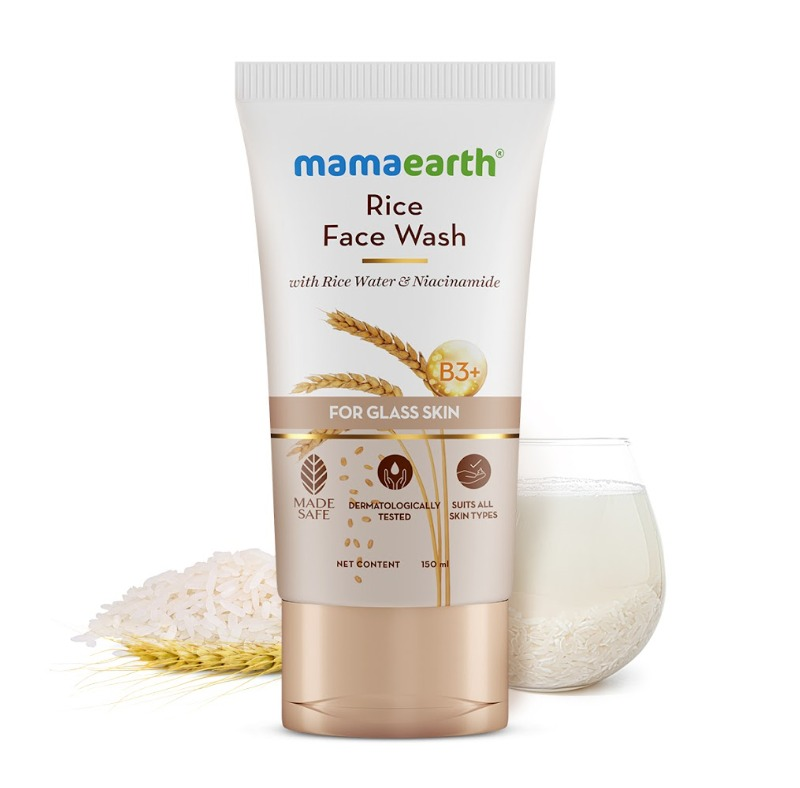 mamaearth®
Rice
Face Wash
with Rice Water & Niacinamide
B3+
FOR GLASS SKIN
MADE
SAFE
DERMATOLOGICALLY
TESTED
SUITS ALL
SKIN TYPES
NET CONTENT 150 ml